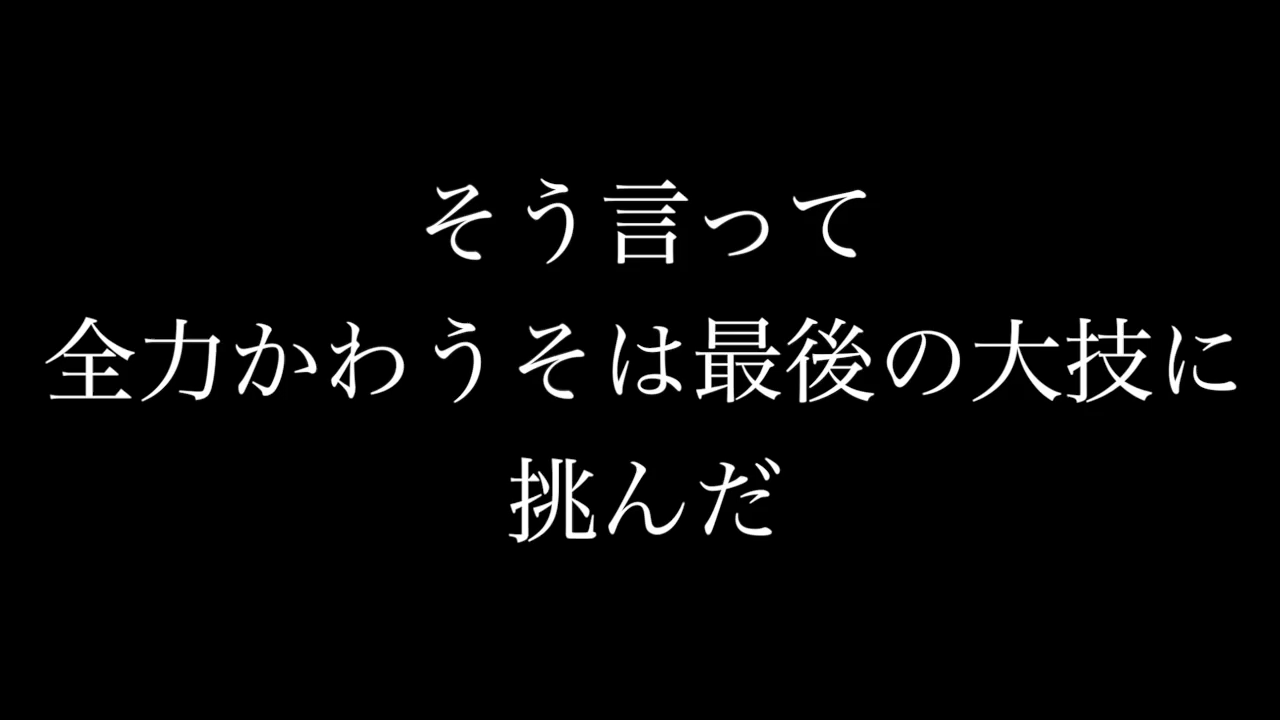 そう言って
全力かわうそは最後の大技に
挑んだ